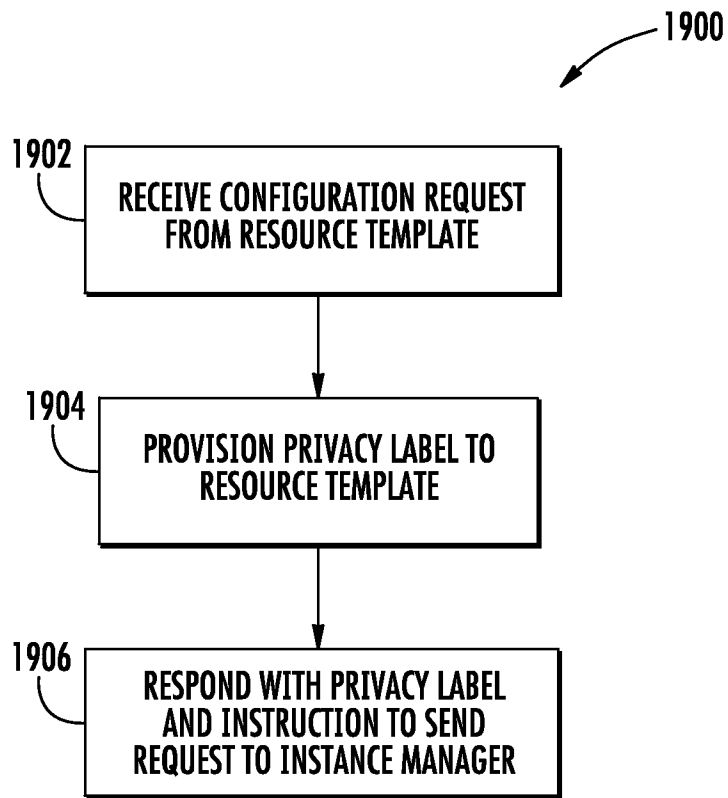 1900
1902
RECEIVE CONFIGURATION REQUEST
FROM RESOURCE TEMPLATE
1904
PROVISION PRIVACY LABEL TO
RESOURCE TEMPLATE
1906
RESPOND WITH PRIVACY LABEL
AND INSTRUCTION TO SEND
REQUEST TO INSTANCE MANAGER